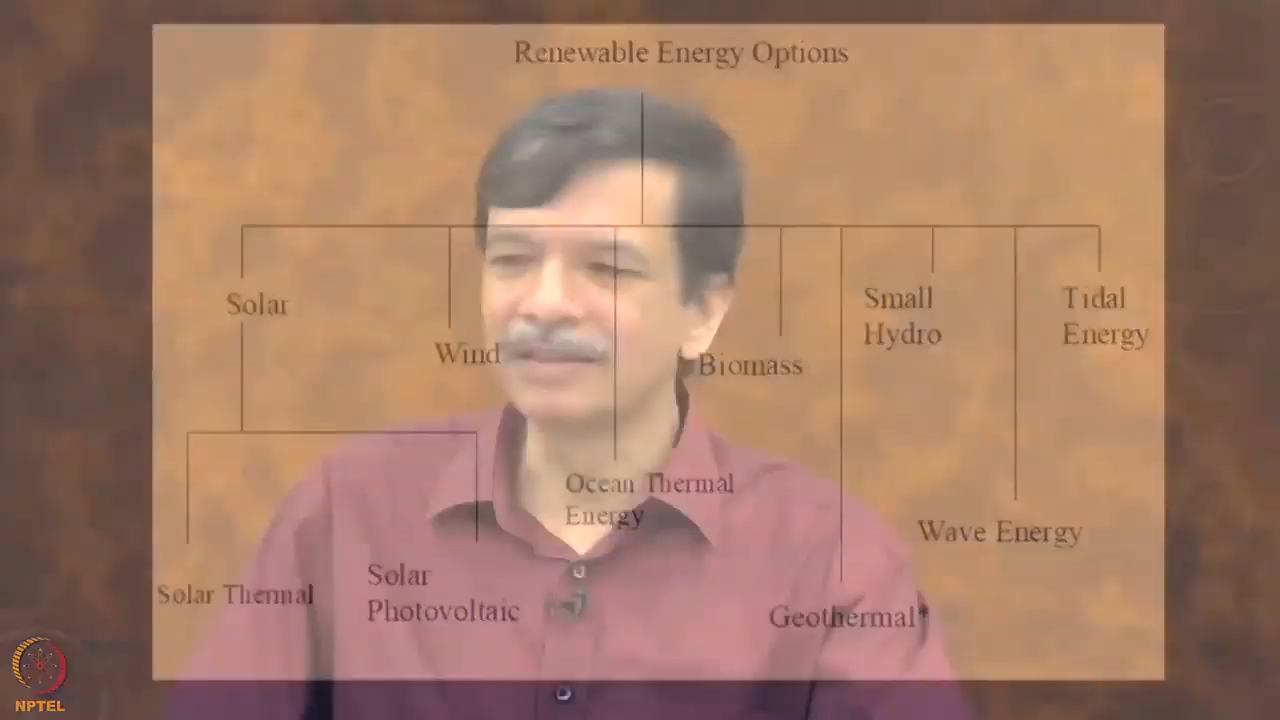 Renewable Energy Options
Solar
Wind
Biomass
Small
Hydro
Tidal
Energy
Ocean Thermal
Energy
Wave Energy
Solar Thermal
Solar
Photovoltaic
Geothermal*
NPTEL